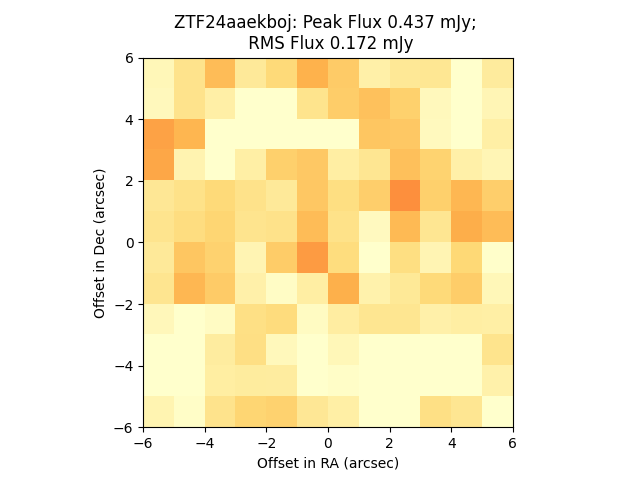 ZTF24aaekboj: Peak Flux 0.437 mJy;
RMS Flux 0.172 mJy
6
4
2
0
−2
−4
−6
Offset in Dec (arcsec)
−6 −4 −2 0 2 4 6
Offset in RA (arcsec)